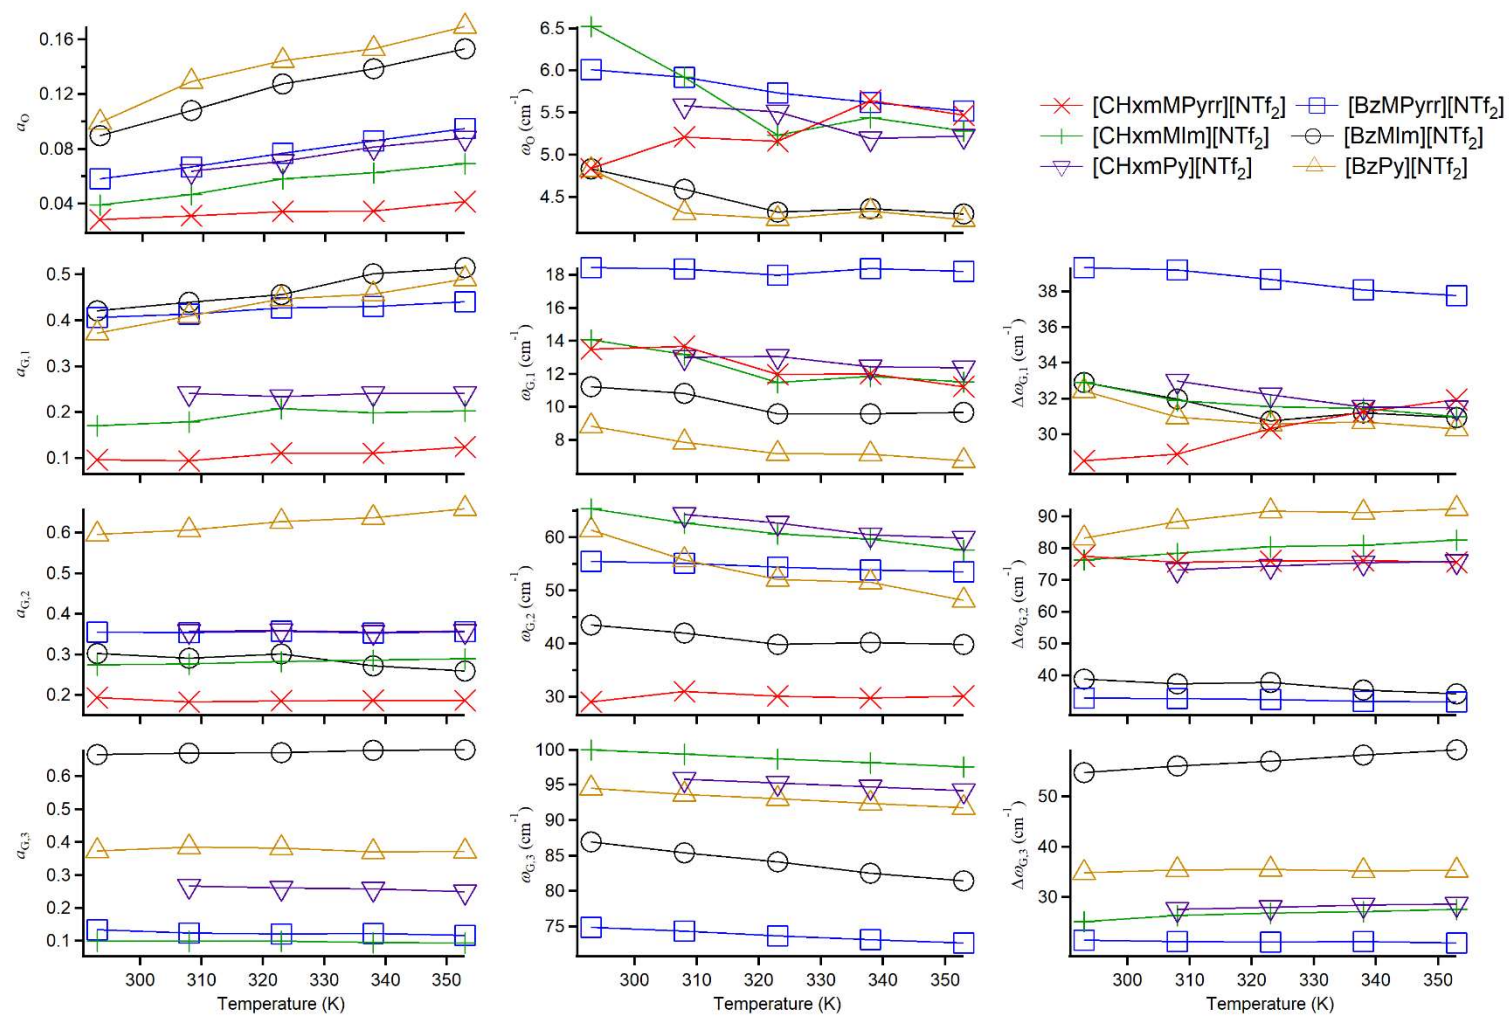 0.16
0.12
0.08
0.04
a_O
6.5
6.0
5.5
5.0
4.5
ω_O (cm⁻¹)
[CHxmMPyrr][NTf₂] [BzMPyrr][NTf₂]
[CHxmMIm][NTf₂] [BzMIm][NTf₂]
[CHxmPy][NTf₂] [BzPy][NTf₂]
0.5
0.4
0.3
0.2
0.1
a_G,1
18
16
14
12
10
8
ω_G,1 (cm⁻¹)
38
36
34
32
30
Δω_G,1 (cm⁻¹)
0.6
0.5
0.4
0.3
0.2
a_G,2
60
50
40
30
ω_G,2 (cm⁻¹)
90
80
70
60
50
40
Δω_G,2 (cm⁻¹)
0.6
0.5
0.4
0.3
0.2
0.1
a_G,3
100
95
90
85
80
75
ω_G,3 (cm⁻¹)
50
40
30
Δω_G,3 (cm⁻¹)
300 310 320 330 340 350
Temperature (K)
300 310 320 330 340 350
Temperature (K)
300 310 320 330 340 350
Temperature (K)